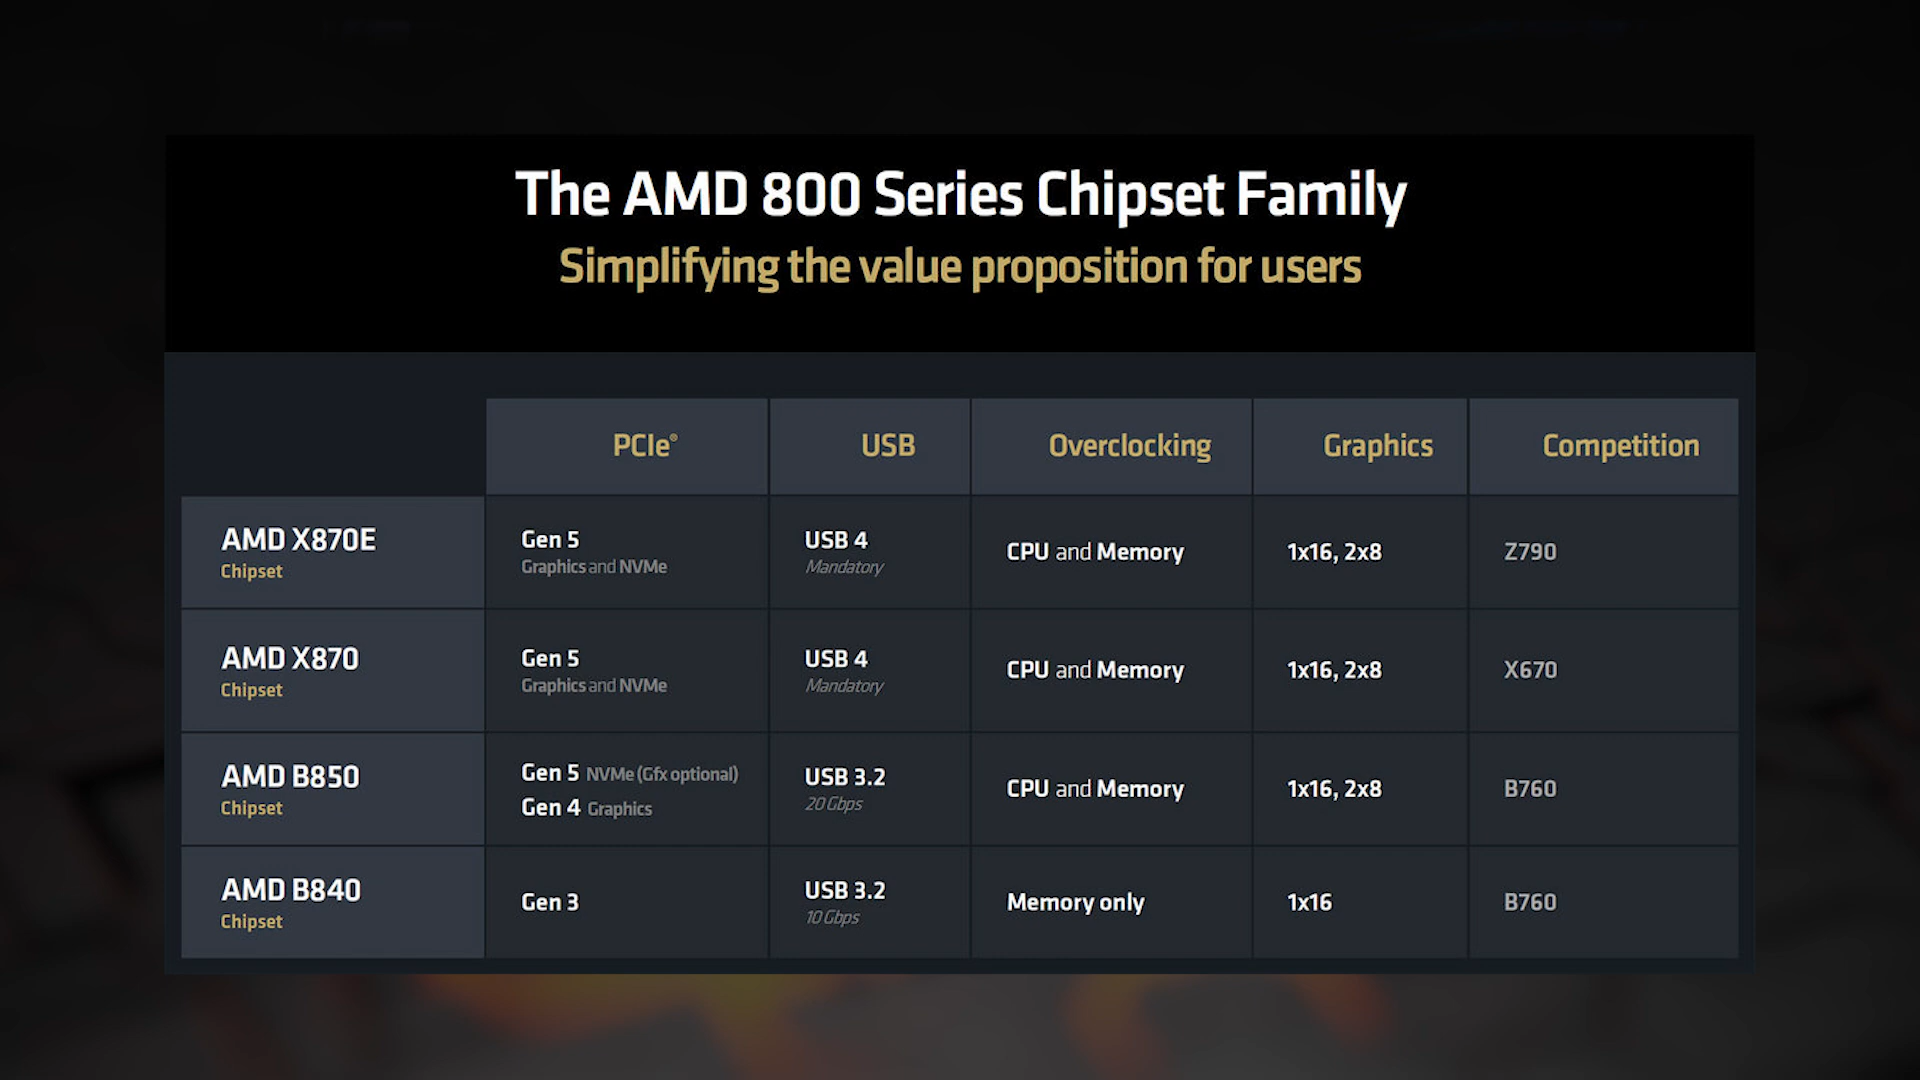 The AMD 800 Series Chipset Family
Simplifying the value proposition for users
PCIe® USB Overclocking Graphics Competition
AMD X870E
Chipset
Gen 5
Graphics and NVMe
USB 4
Mandatory
CPU and Memory
1x16, 2x8
Z790
AMD X870
Chipset
Gen 5
Graphics and NVMe
USB 4
Mandatory
CPU and Memory
1x16, 2x8
X670
AMD B850
Chipset
Gen 5 NVMe (Gfx optional)
Gen 4 Graphics
USB 3.2
20 Gbps
CPU and Memory
1x16, 2x8
B760
AMD B840
Chipset
Gen 3
USB 3.2
10 Gbps
Memory only
1x16
B760